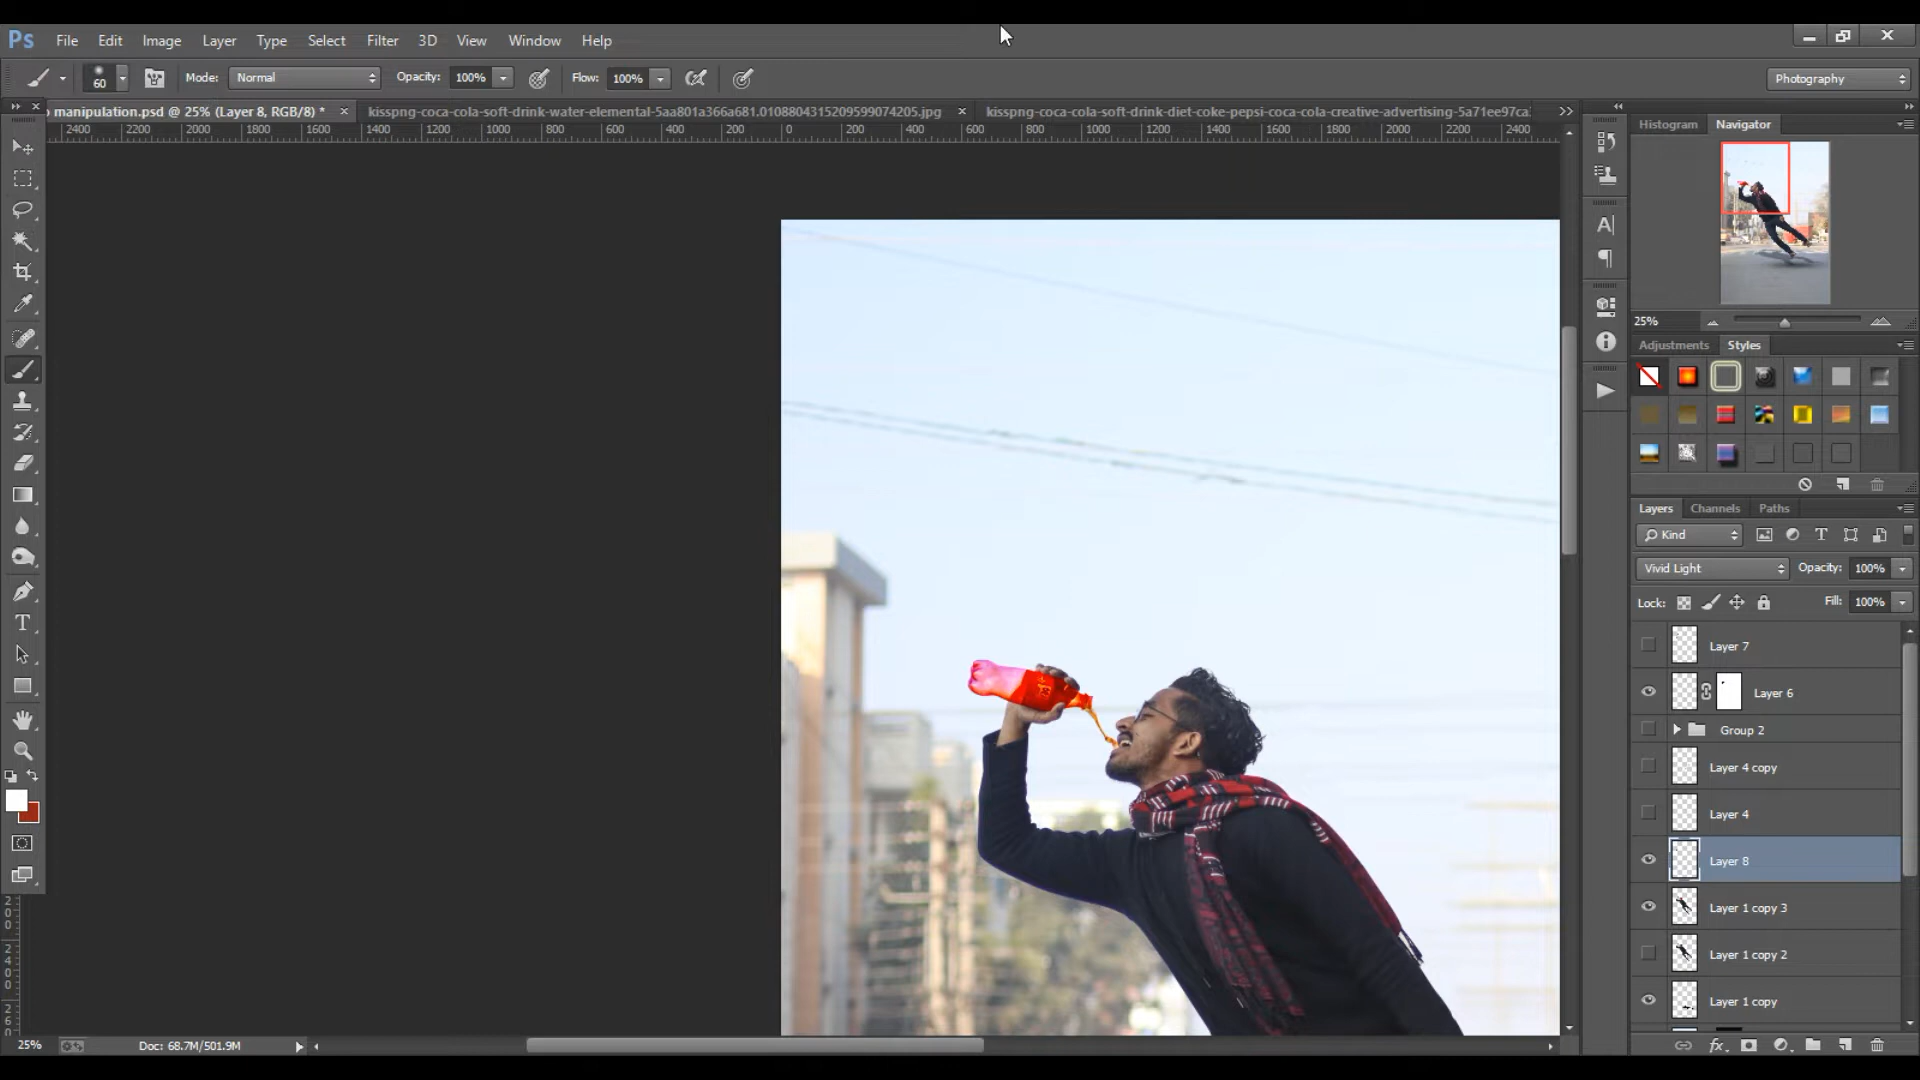 Ps File Edit Image Layer Type Select Filter 3D View Window Help
60 Mode: Normal Opacity: 100% Flow: 100% Photography
manipulation.psd @ 25% (Layer 8, RGB/8) * × kisspng-coca-cola-soft-drink-water-elemental-5aa801a366a681.0108804315209599074205.jpg × kisspng-coca-cola-soft-drink-diet-coke-pepsi-coca-cola-creative-advertising-5a71ee97ca
2400 2200 2000 1800 1600 1400 1200 1000 800 600 400 200 0 200 400 600 800 1000 1200 1400 1600 1800 2000 2200 2400
Histogram Navigator
25%
Adjustments Styles
Layers Channels Paths
Kind
Vivid Light Opacity: 100%
Lock: Fill: 100%
Layer 7
Layer 6
Group 2
Layer 4 copy
Layer 4
Layer 8
Layer 1 copy 3
Layer 1 copy 2
Layer 1 copy
25% Doc: 68.7M/501.9M